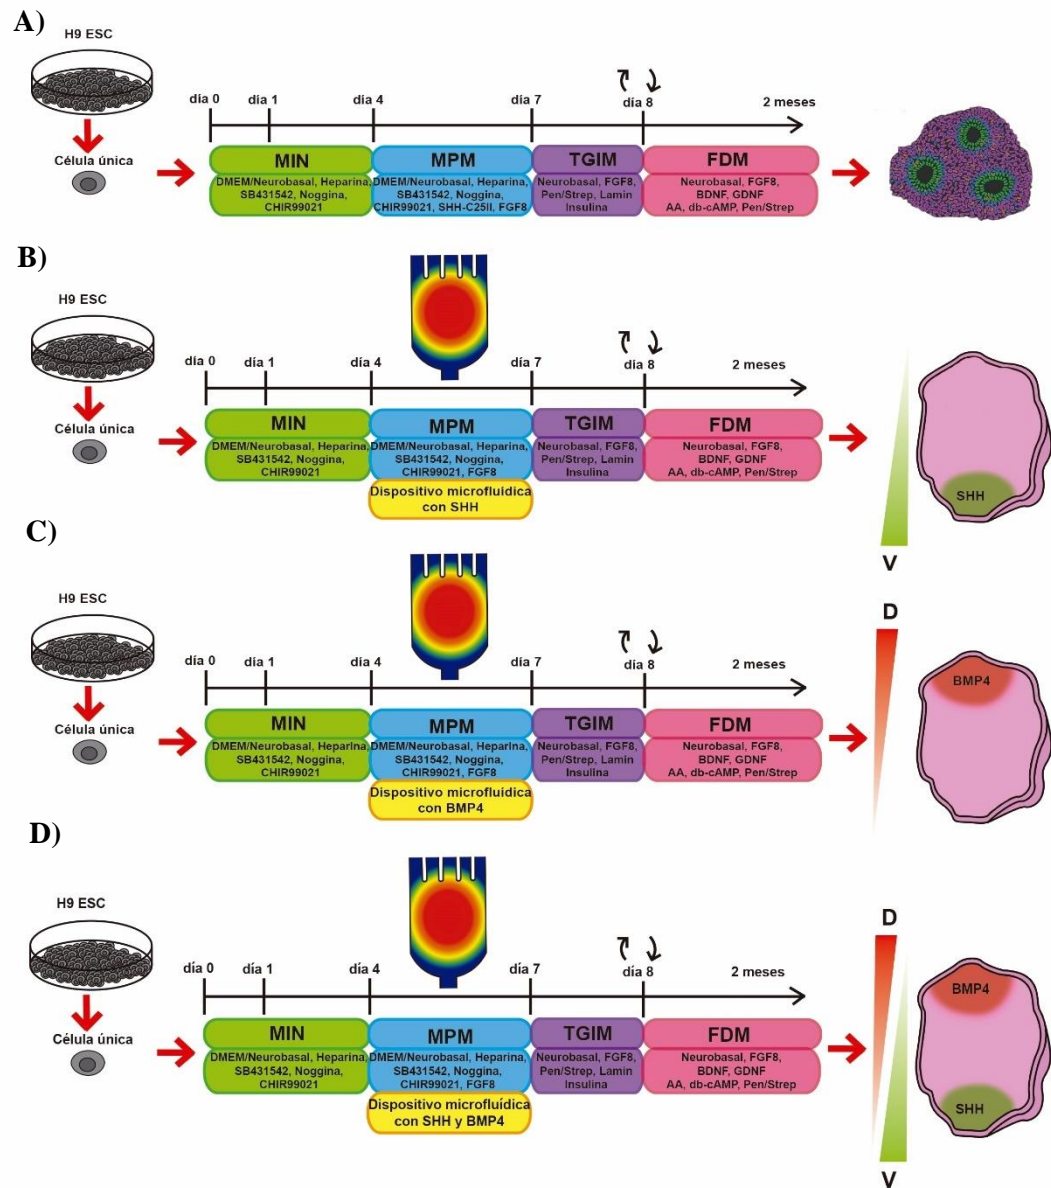 A)
H9 ESC
Célula única
día 0 día 1 día 4 día 7 día 8 2 meses
MIN MPM TGIM FDM
DMEM/Neurobasal, Heparina,
SB431542, Noggina,
CHIR99021
DMEM/Neurobasal, Heparina,
SB431542, Noggina,
CHIR99021, SHH-C25II, FGF8
Neurobasal, FGF8,
Pen/Strep, Lamin
Insulina
Neurobasal, FGF8,
BDNF, GDNF
AA, db-cAMP, Pen/Strep
B)
H9 ESC
Célula única
día 0 día 1 día 4 día 7 día 8 2 meses
MIN MPM TGIM FDM
DMEM/Neurobasal, Heparina,
SB431542, Noggina,
CHIR99021
DMEM/Neurobasal, Heparina,
SB431542, Noggina,
CHIR99021, FGF8
Neurobasal, FGF8,
Pen/Strep, Lamin
Insulina
Neurobasal, FGF8,
BDNF, GDNF
AA, db-cAMP, Pen/Strep
Dispositivo microfluídica
con SHH
SHH
V
C)
H9 ESC
Célula única
día 0 día 1 día 4 día 7 día 8 2 meses
MIN MPM TGIM FDM
DMEM/Neurobasal, Heparina,
SB431542, Noggina,
CHIR99021
DMEM/Neurobasal, Heparina,
SB431542, Noggina,
CHIR99021, FGF8
Neurobasal, FGF8,
Pen/Strep, Lamin
Insulina
Neurobasal, FGF8,
BDNF, GDNF
AA, db-cAMP, Pen/Strep
Dispositivo microfluídica
con BMP4
D
BMP4
D)
H9 ESC
Célula única
día 0 día 1 día 4 día 7 día 8 2 meses
MIN MPM TGIM FDM
DMEM/Neurobasal, Heparina,
SB431542, Noggina,
CHIR99021
DMEM/Neurobasal, Heparina,
SB431542, Noggina,
CHIR99021, FGF8
Neurobasal, FGF8,
Pen/Strep, Lamin
Insulina
Neurobasal, FGF8,
BDNF, GDNF
AA, db-cAMP, Pen/Strep
Dispositivo microfluídica
con SHH y BMP4
D
BMP4
SHH
V